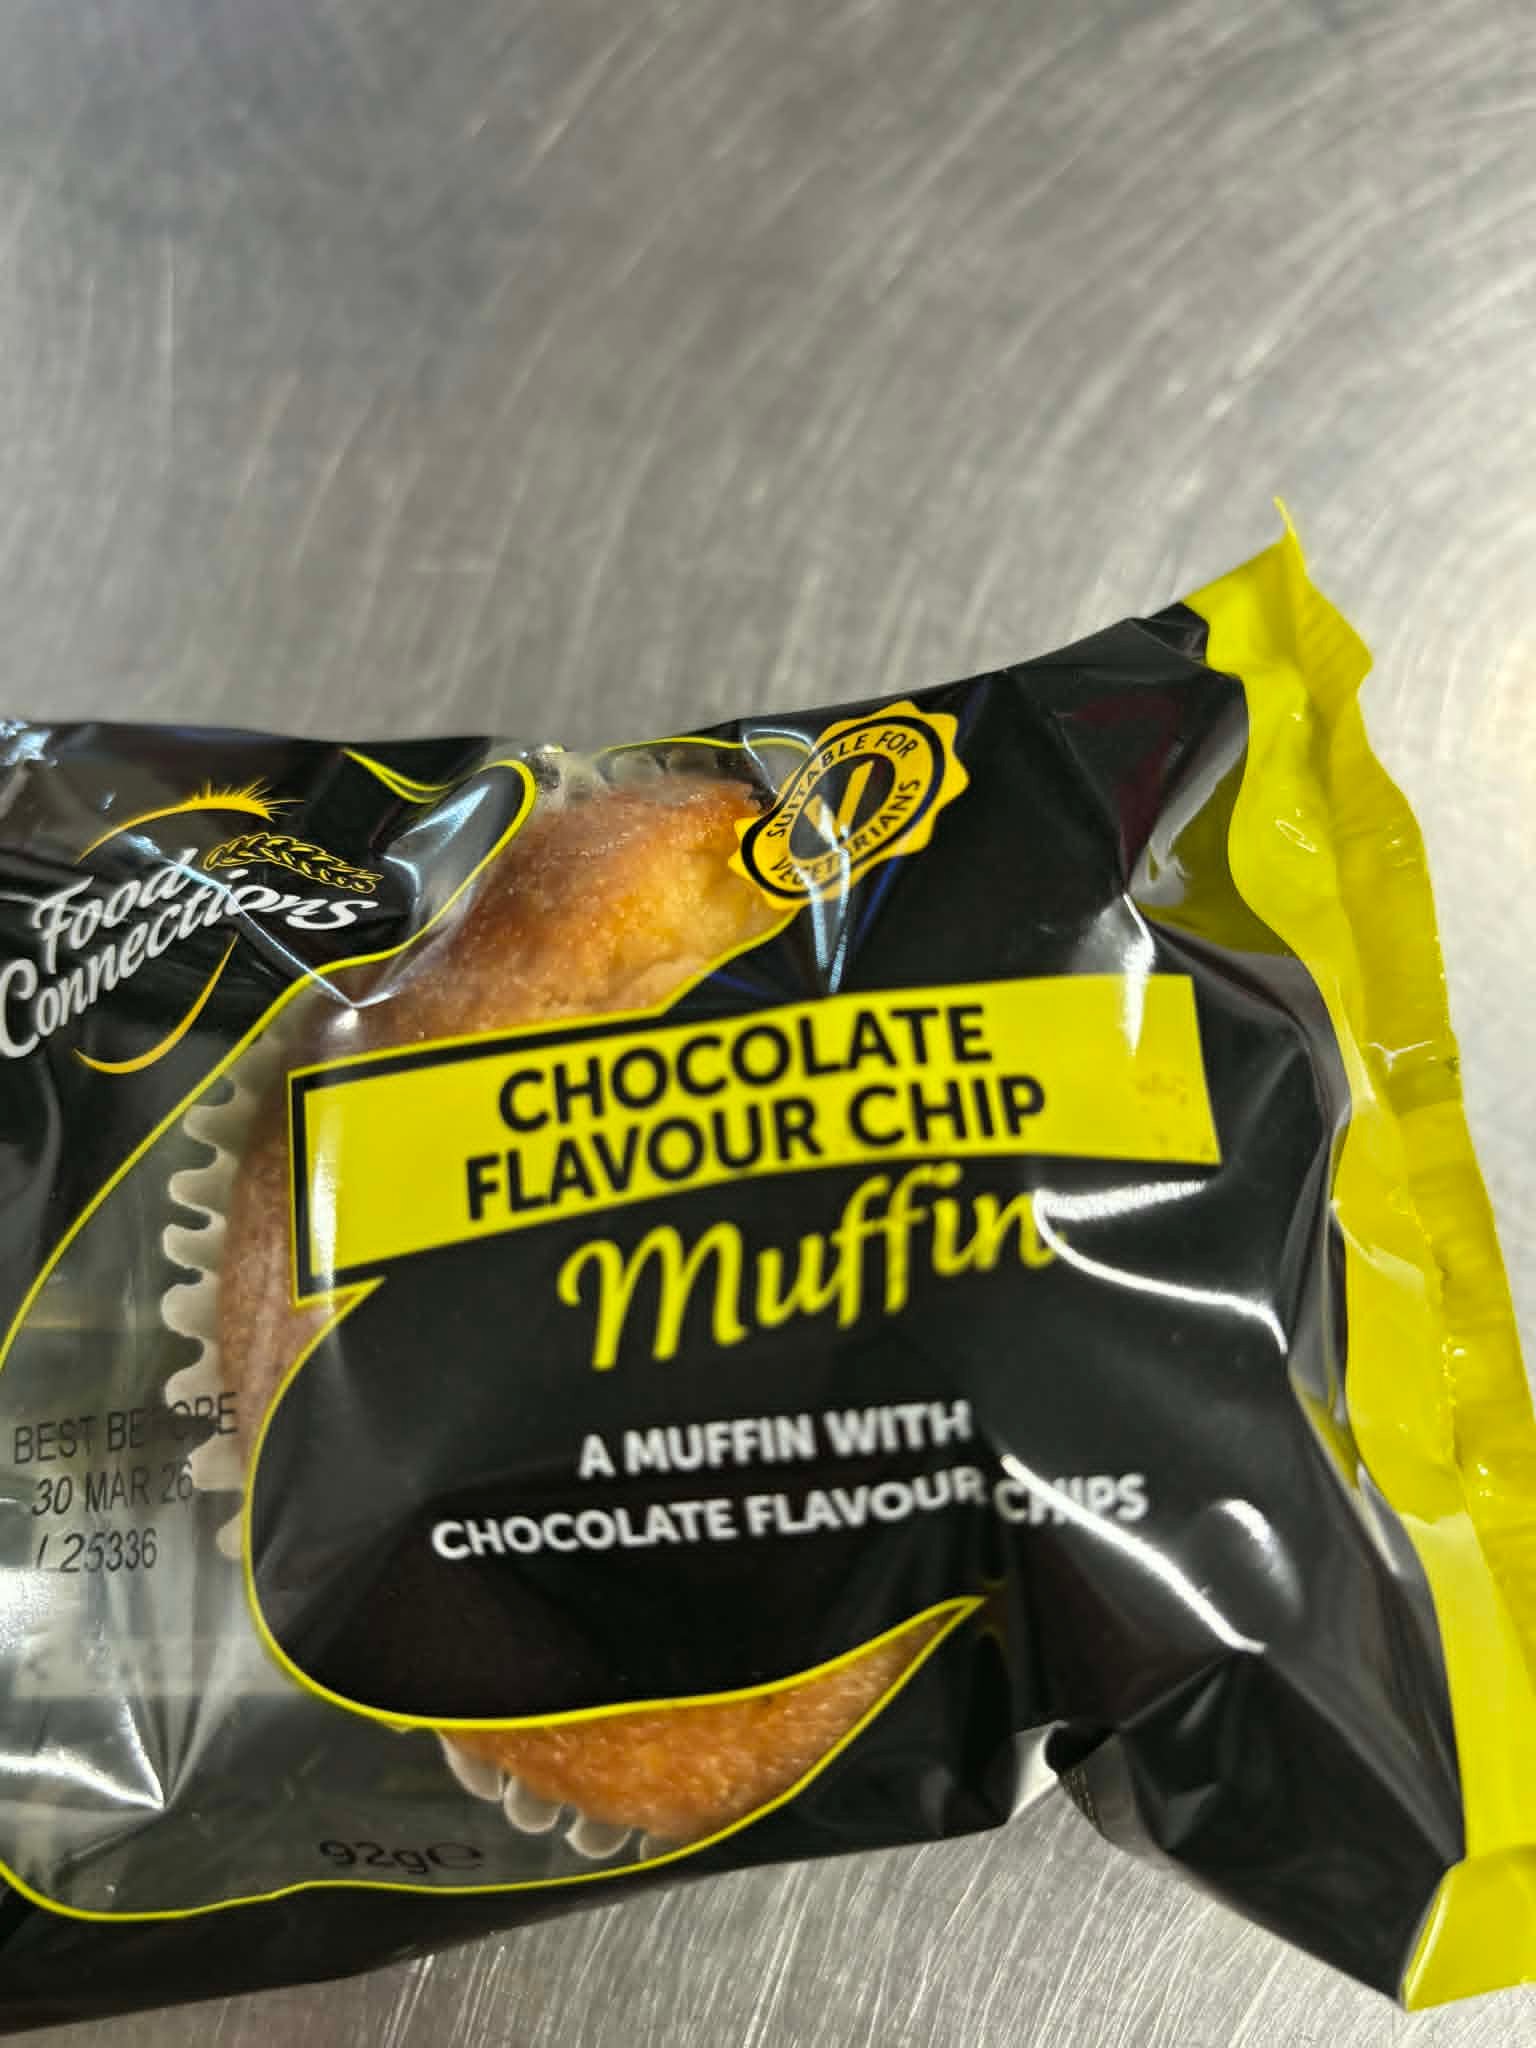 Food
Connections
SUITABLE FOR
VEGETARIANS
V
CHOCOLATE
FLAVOUR CHIP
Muffin
A MUFFIN WITH
CHOCOLATE FLAVOUR CHIPS
BEST BEFORE
30 MAR 26
L 25336
92g℮